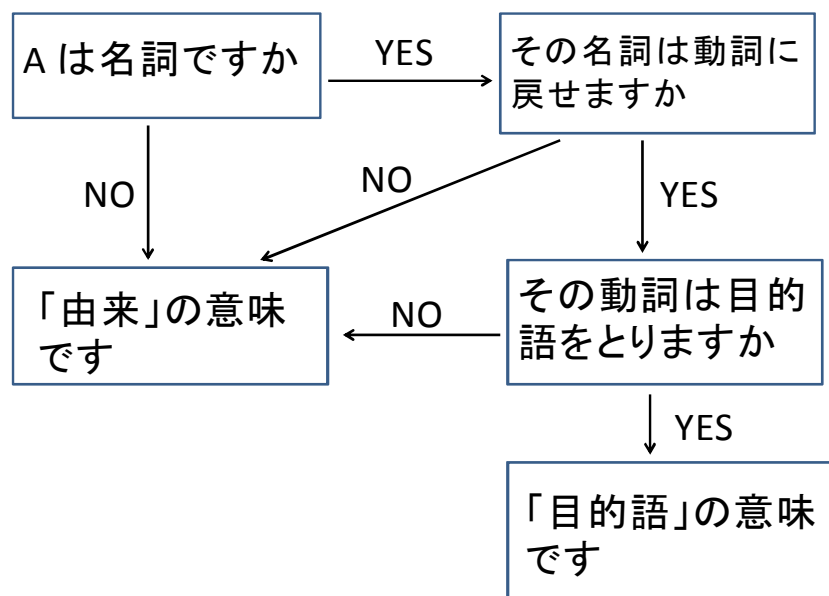 A は名詞ですか
YES
その名詞は動詞に
戻せますか
NO
NO
YES
「由来」の意味
です
NO
その動詞は目的
語をとりますか
YES
「目的語」の意味
です